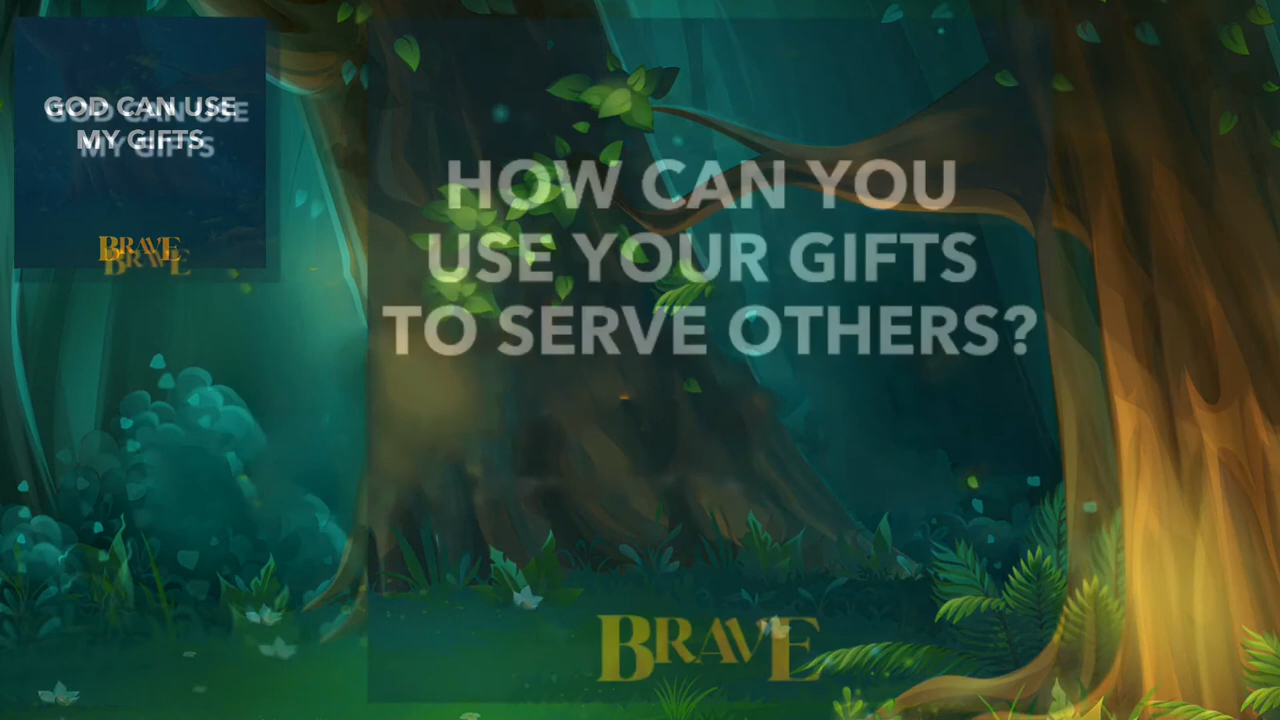 GOD CAN USE
MY GIFTS
BRAVE
HOW CAN YOU
USE YOUR GIFTS
TO SERVE OTHERS?
BRAVE